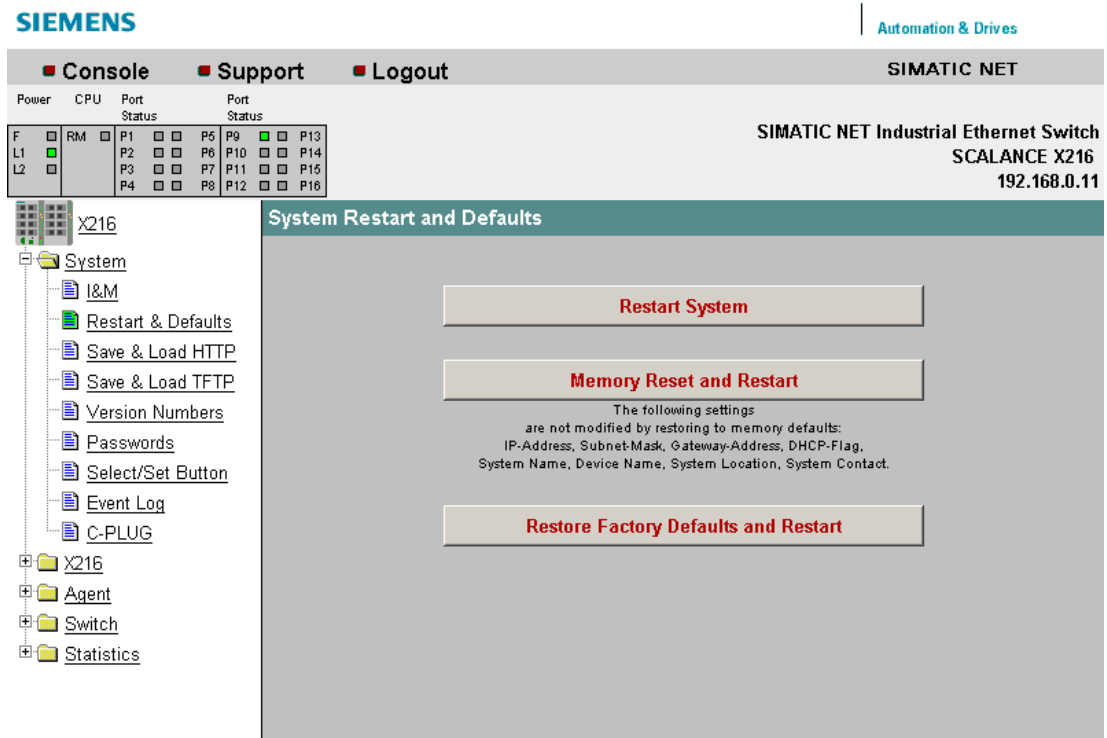 SIEMENS
Automation & Drives
Console Support Logout SIMATIC NET
Power CPU Port Status Port Status
F RM P1 P5 P9 P13
L1 P2 P6 P10 P14
L2 P3 P7 P11 P15
P4 P8 P12 P16
SIMATIC NET Industrial Ethernet Switch
SCALANCE X216
192.168.0.11
X216
System
I&M
Restart & Defaults
Save & Load HTTP
Save & Load TFTP
Version Numbers
Passwords
Select/Set Button
Event Log
C-PLUG
X216
Agent
Switch
Statistics
System Restart and Defaults
Restart System
Memory Reset and Restart
The following settings
are not modified by restoring to memory defaults:
IP-Address, Subnet-Mask, Gateway-Address, DHCP-Flag,
System Name, Device Name, System Location, System Contact.
Restore Factory Defaults and Restart